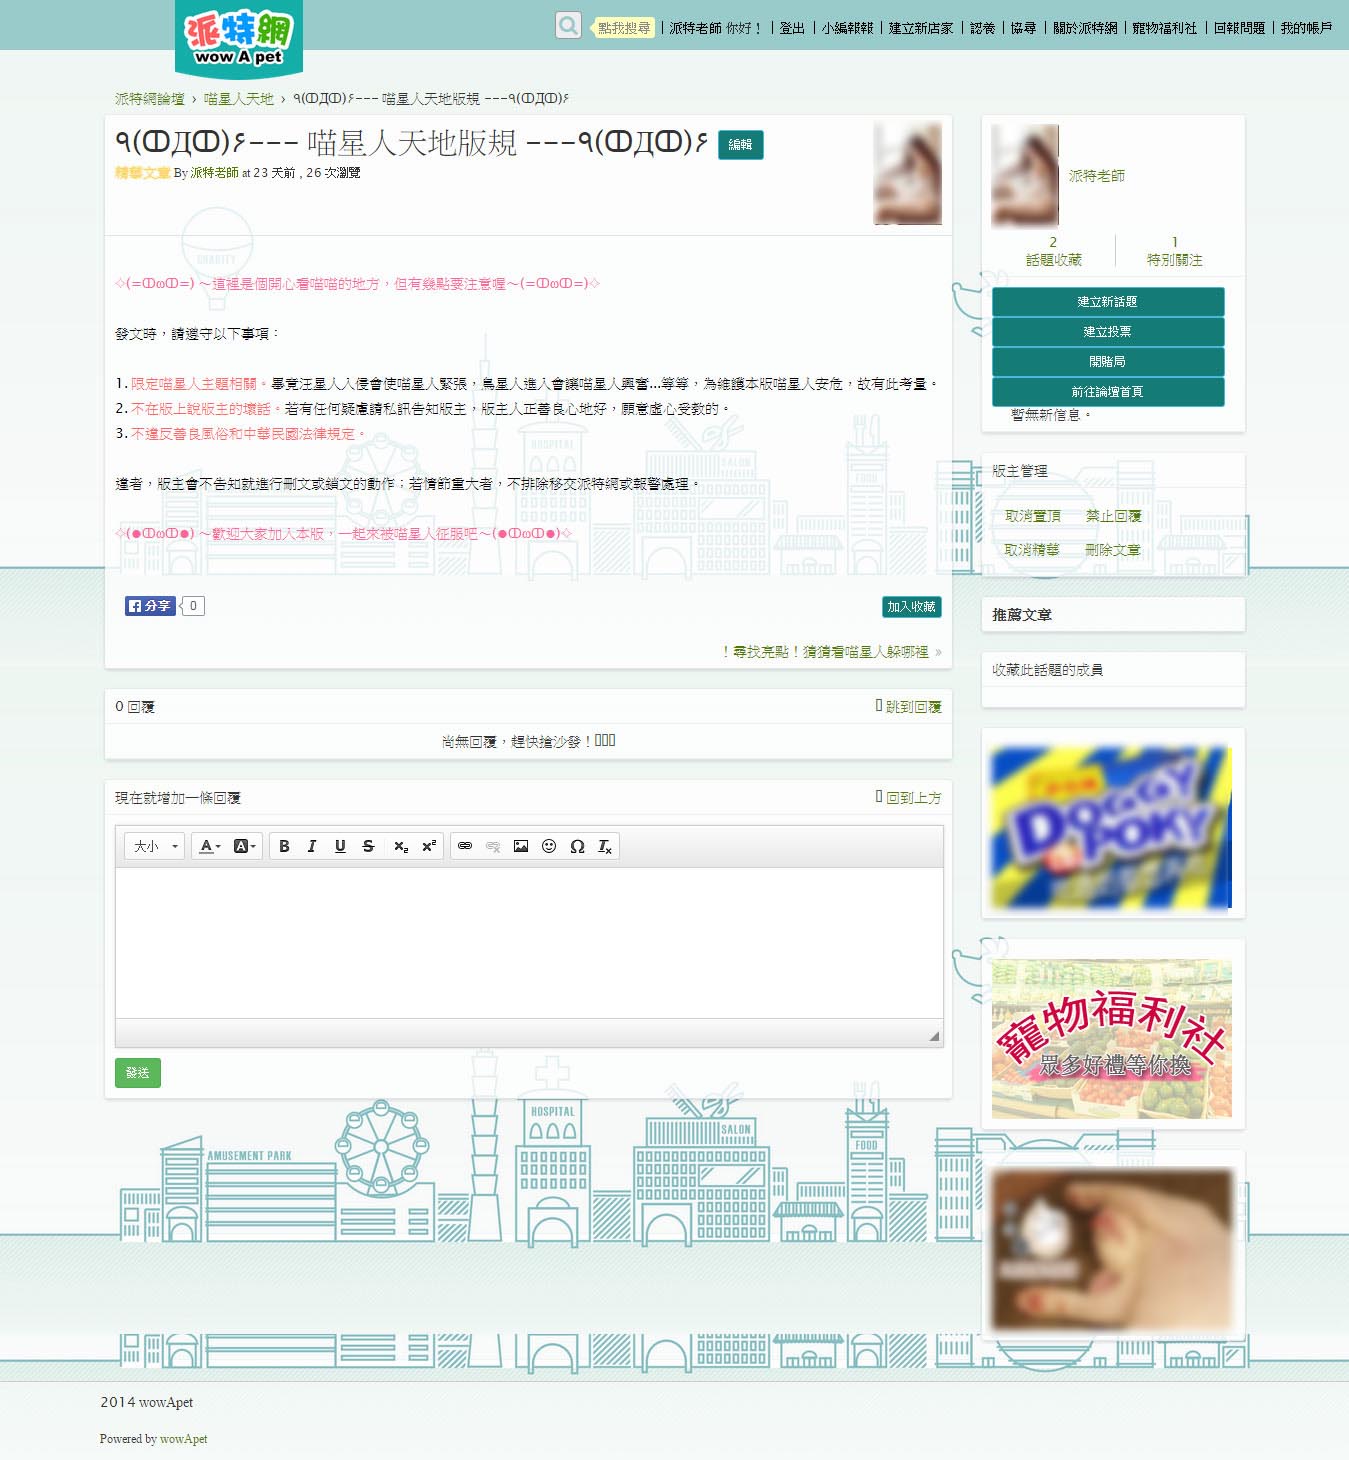 派特網
wow A pet
點我搜尋 | 派特老師 你好！ | 登出 | 小編報報 | 建立新店家 | 認養 | 協尋 | 關於派特網 | 寵物福利社 | 回報問題 | 我的帳戶
派特網論壇 › 喵星人天地 › ٩(ↀДↀ)۶--- 喵星人天地版規 ---٩(ↀДↀ)۶
٩(ↀДↀ)۶--- 喵星人天地版規 ---٩(ↀДↀ)۶ 編輯
精華文章 By 派特老師 at 23 天前 , 26 次瀏覽
CHARITY
✧(=ↀωↀ=) ～這裡是個開心看喵喵的地方，但有幾點要注意喔～(=ↀωↀ=)✧
發文時，請遵守以下事項：
1. 限定喵星人主題相關。畢竟汪星人入侵會使喵星人緊張，鳥星人進入會讓喵星人興奮...等等，為維護本版喵星人安危，故有此考量。
2. 不在版上說版主的壞話。若有任何疑慮請私訊告知版主，版主人正善良心地好，願意虛心受教的。
3. 不違反善良風俗和中華民國法律規定。
HOSPITAL
SALON
FOOD
違者，版主會不告知就進行刪文或鎖文的動作；若情節重大者，不排除移交派特網或報警處理。
✧(●ↀωↀ●) ～歡迎大家加入本版，一起來被喵星人征服吧～(●ↀωↀ●)✧
分享 0
加入收藏
！尋找亮點！猜猜看喵星人躲哪裡 »
0 回覆
跳到回覆
尚無回覆，趕快搶沙發！
現在就增加一條回覆
回到上方
大小 A A B I U S x₂ x² Ω Tx
發送
派特老師
2
話題收藏
1
特別關注
建立新話題
建立投票
開賭局
前往論壇首頁
暫無新信息。
版主管理
取消置頂 禁止回覆
取消精華 刪除文章
推薦文章
收藏此話題的成員
DOGGY
POKY
寵物福利社
眾多好禮等你換
AMUSEMENT PARK
HOSPITAL
SALON
FOOD
2014 wowApet
Powered by wowApet